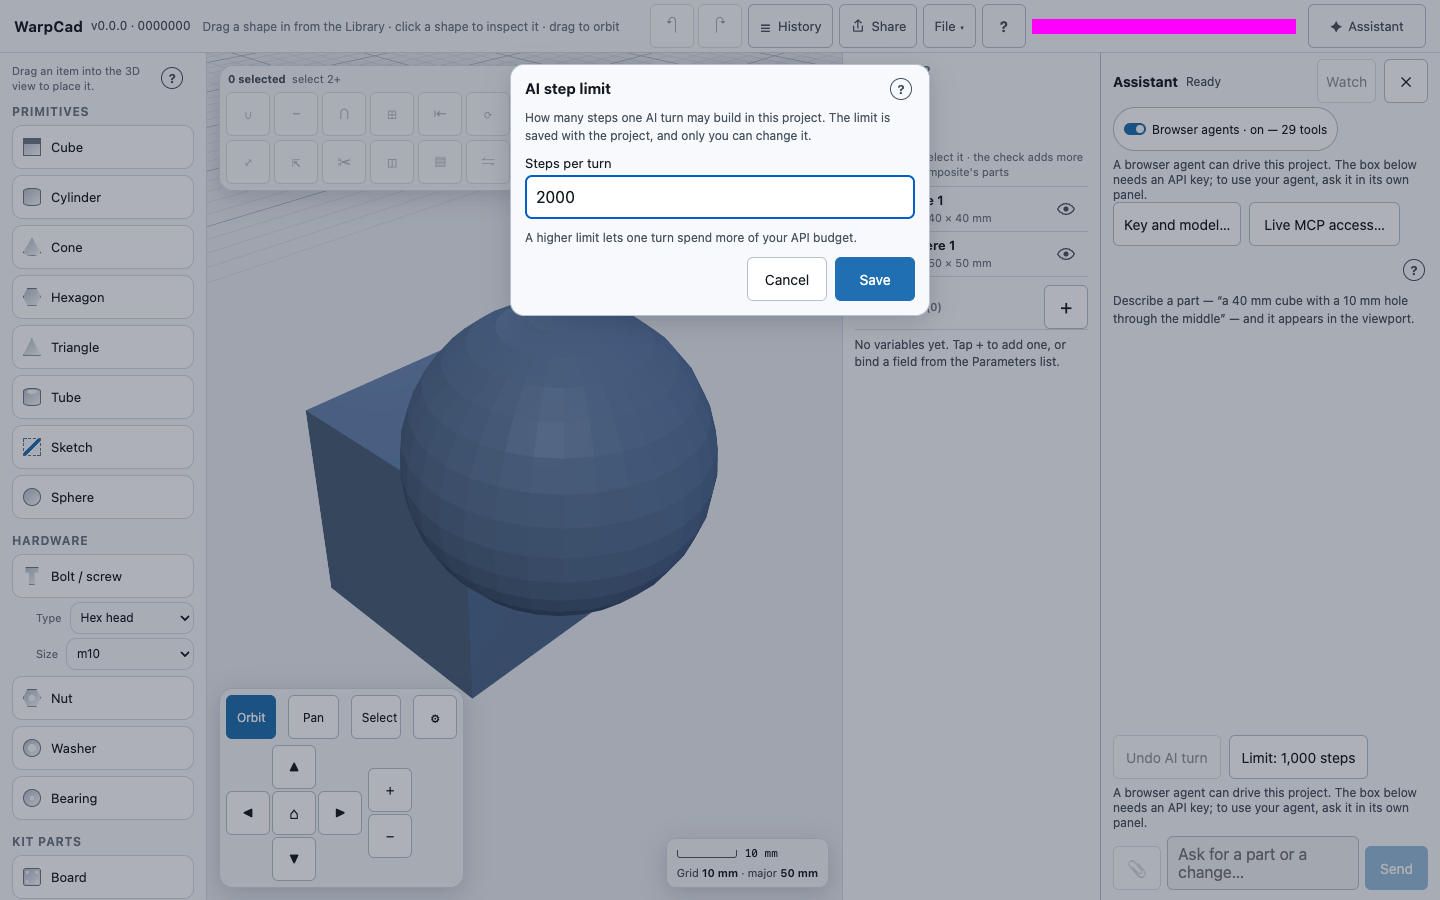 WarpCad v0.0.0 · 0000000 Drag a shape in from the Library · click a shape to inspect it · drag to orbit
History
Share
File
?
Assistant
Drag an item into the 3D
view to place it.
?
PRIMITIVES
Cube
Cylinder
Cone
Hexagon
Triangle
Tube
Sketch
Sphere
HARDWARE
Bolt / screw
Type Hex head
Size m10
Nut
Washer
Bearing
KIT PARTS
Board
0 selected select 2+
AI step limit
?
How many steps one AI turn may build in this project. The limit is
saved with the project, and only you can change it.
Steps per turn
2000
A higher limit lets one turn spend more of your API budget.
Cancel
Save
Orbit
Pan
Select
+
−
10 mm
Grid 10 mm · major 50 mm
elect it · the check adds more
mposite's parts
e 1
40 × 40 mm
ere 1
50 × 50 mm
(0)
+
No variables yet. Tap + to add one, or
bind a field from the Parameters list.
Assistant Ready
Watch
×
Browser agents · on — 29 tools
A browser agent can drive this project. The box below
needs an API key; to use your agent, ask it in its own
panel.
Key and model...
Live MCP access...
?
Describe a part — “a 40 mm cube with a 10 mm hole
through the middle” — and it appears in the viewport.
Undo AI turn
Limit: 1,000 steps
A browser agent can drive this project. The box below
needs an API key; to use your agent, ask it in its own
panel.
Ask for a part or a
change...
Send